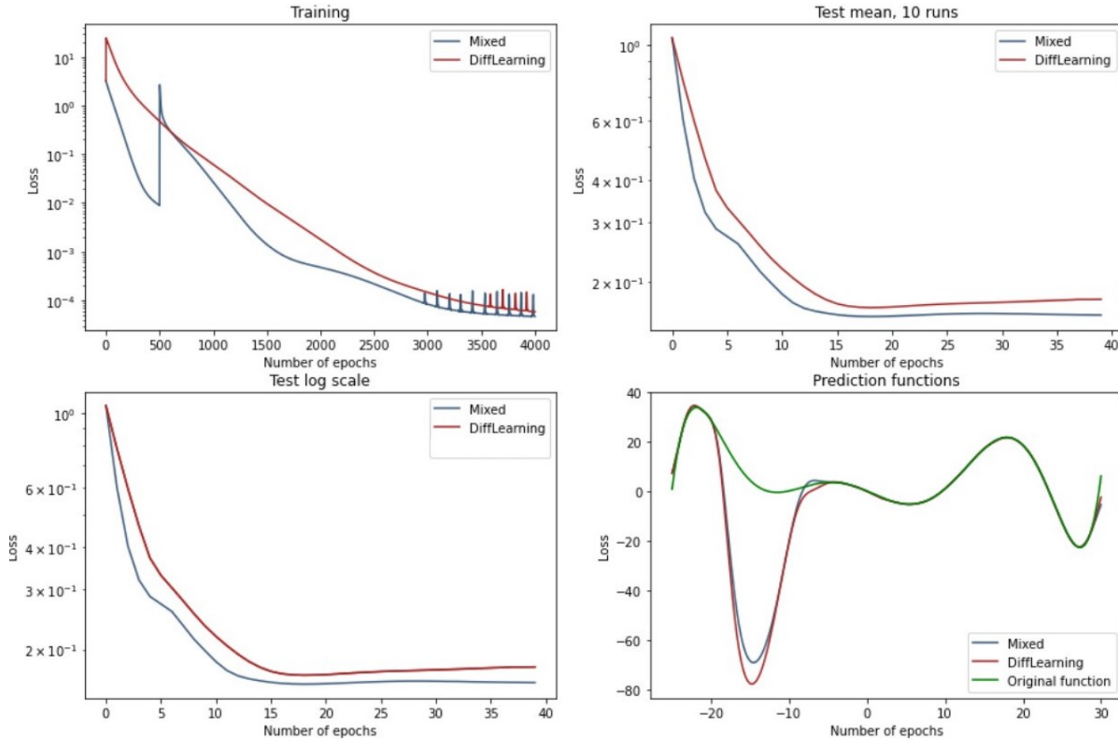 Training
Mixed
DiffLearning
10¹
10⁰
10⁻¹
10⁻²
10⁻³
10⁻⁴
Loss
0 500 1000 1500 2000 2500 3000 3500 4000
Number of epochs
Test mean, 10 runs
Mixed
DiffLearning
10⁰
6 × 10⁻¹
4 × 10⁻¹
3 × 10⁻¹
2 × 10⁻¹
Loss
0 5 10 15 20 25 30 35 40
Number of epochs
Test log scale
Mixed
DiffLearning
10⁰
6 × 10⁻¹
4 × 10⁻¹
3 × 10⁻¹
2 × 10⁻¹
Loss
0 5 10 15 20 25 30 35 40
Number of epochs
Prediction functions
40
20
0
−20
−40
−60
−80
Loss
Mixed
DiffLearning
Original function
−20 −10 0 10 20 30
Number of epochs